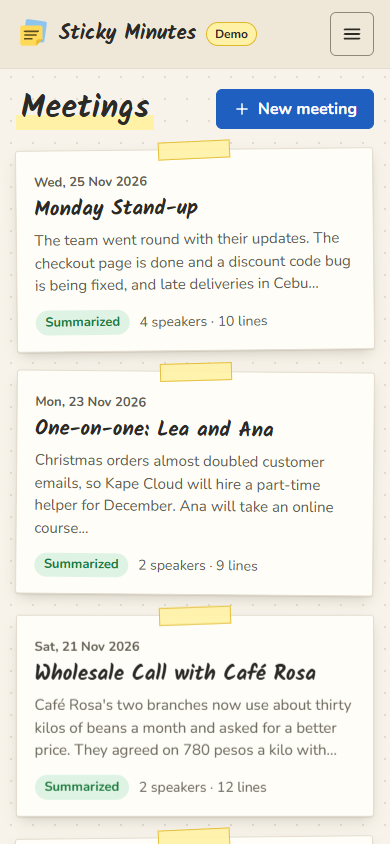 Sticky Minutes Demo
Meetings
+ New meeting
Wed, 25 Nov 2026
Monday Stand-up
The team went round with their updates. The
checkout page is done and a discount code bug
is being fixed, and late deliveries in Cebu...
Summarized 4 speakers · 10 lines
Mon, 23 Nov 2026
One-on-one: Lea and Ana
Christmas orders almost doubled customer
emails, so Kape Cloud will hire a part-time
helper for December. Ana will take an online
course...
Summarized 2 speakers · 9 lines
Sat, 21 Nov 2026
Wholesale Call with Café Rosa
Café Rosa's two branches now use about thirty
kilos of beans a month and asked for a better
price. They agreed on 780 pesos a kilo with...
Summarized 2 speakers · 12 lines